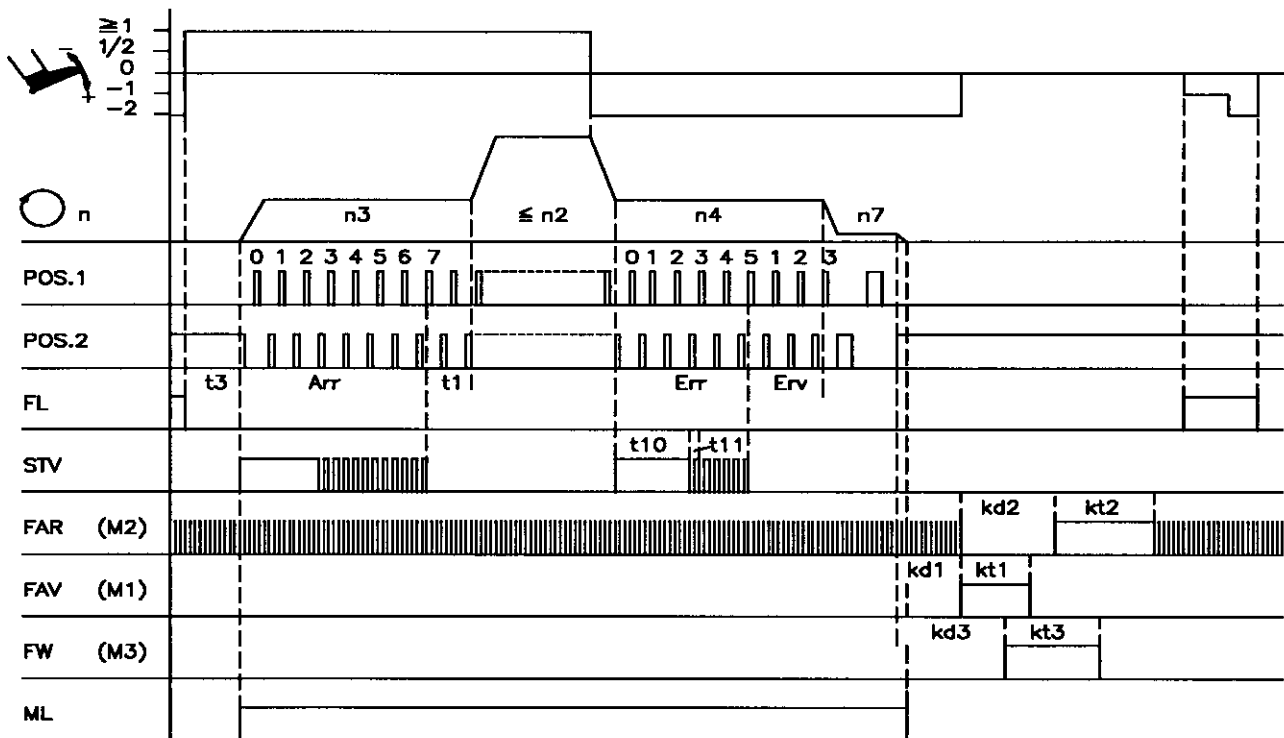 ≧ 1
1/2
0
−1
−2
−
+
n
n3
≦ n2
n4
n7
POS.1
0 1 2 3 4 5 6 7
0 1 2 3 4 5 1 2 3
POS.2
t3
Arr
t1
Err
Erv
FL
STV
t10
t11
FAR (M2)
kd2
kt2
FAV (M1)
kd1
kt1
FW (M3)
kd3
kt3
ML